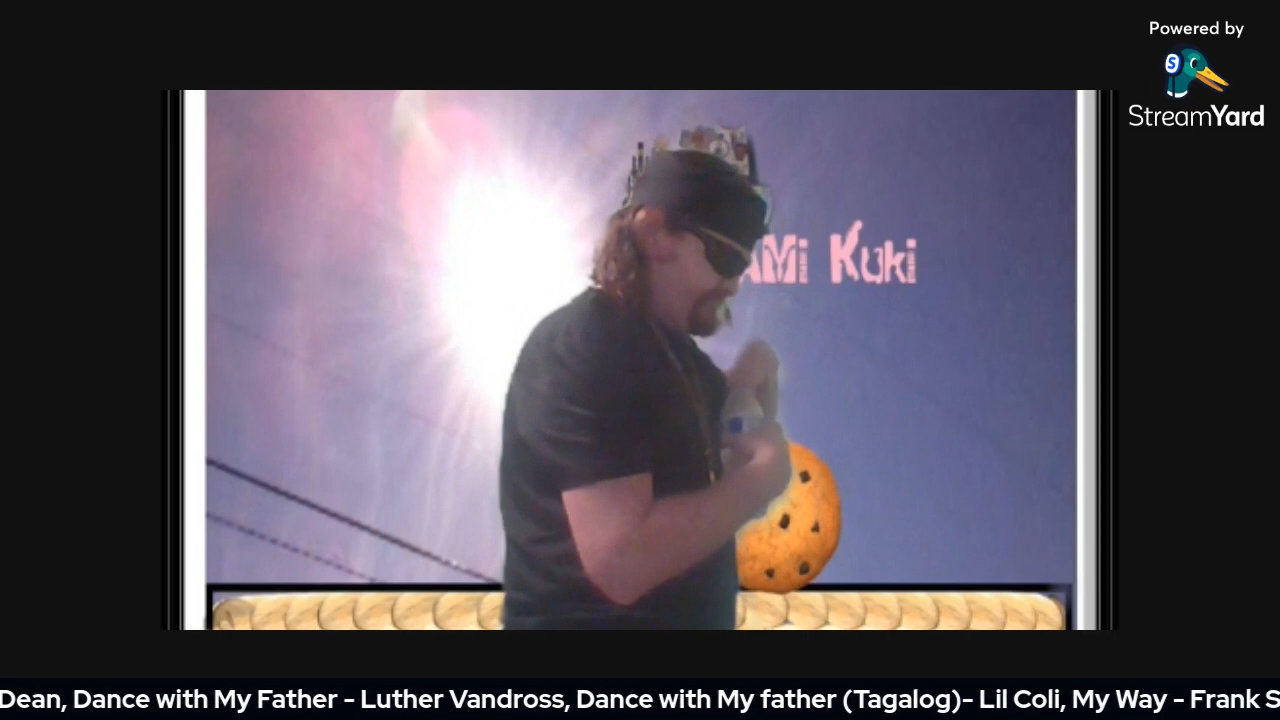 Powered by
S
StreamYard
AMi Kuki
Dean, Dance with My Father - Luther Vandross, Dance with My father (Tagalog)- Lil Coli, My Way - Frank S